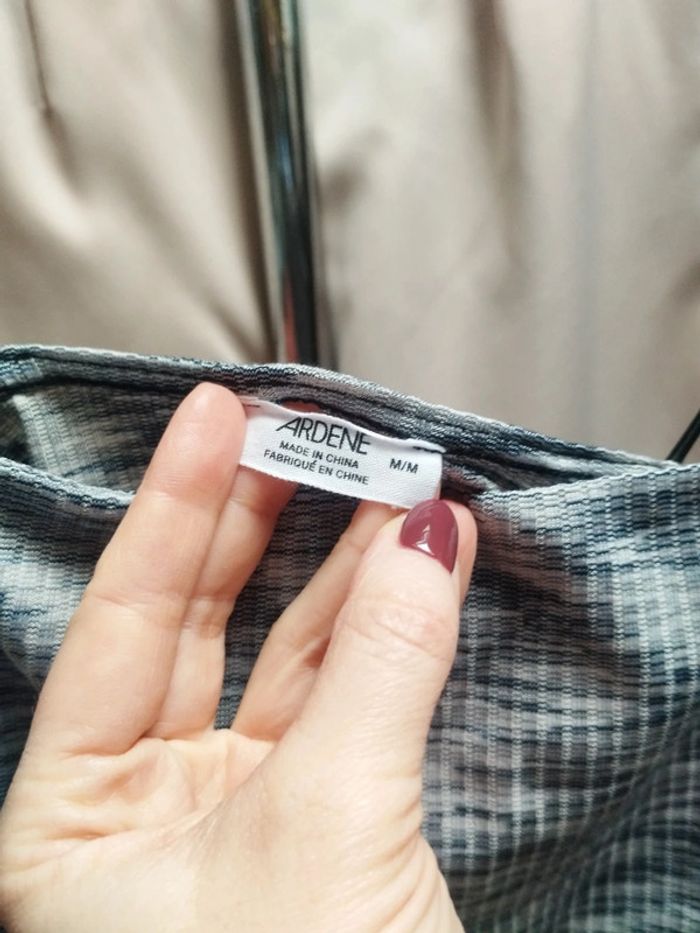 ARDENE
MADE IN CHINA
FABRIQUÉ EN CHINE
M/M